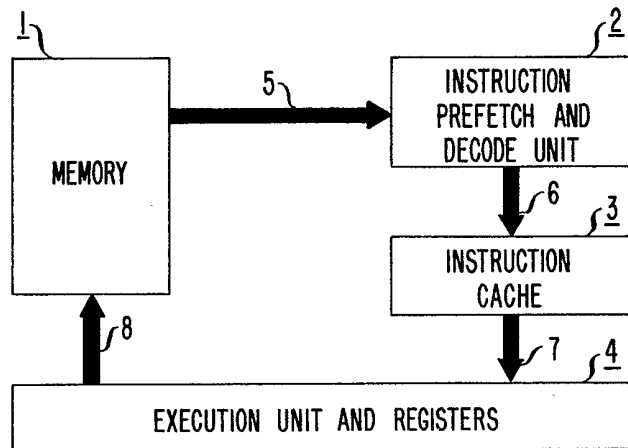 1
2
5
INSTRUCTION
PREFETCH AND
DECODE UNIT
MEMORY
6
3
INSTRUCTION
CACHE
8
7
4
EXECUTION UNIT AND REGISTERS